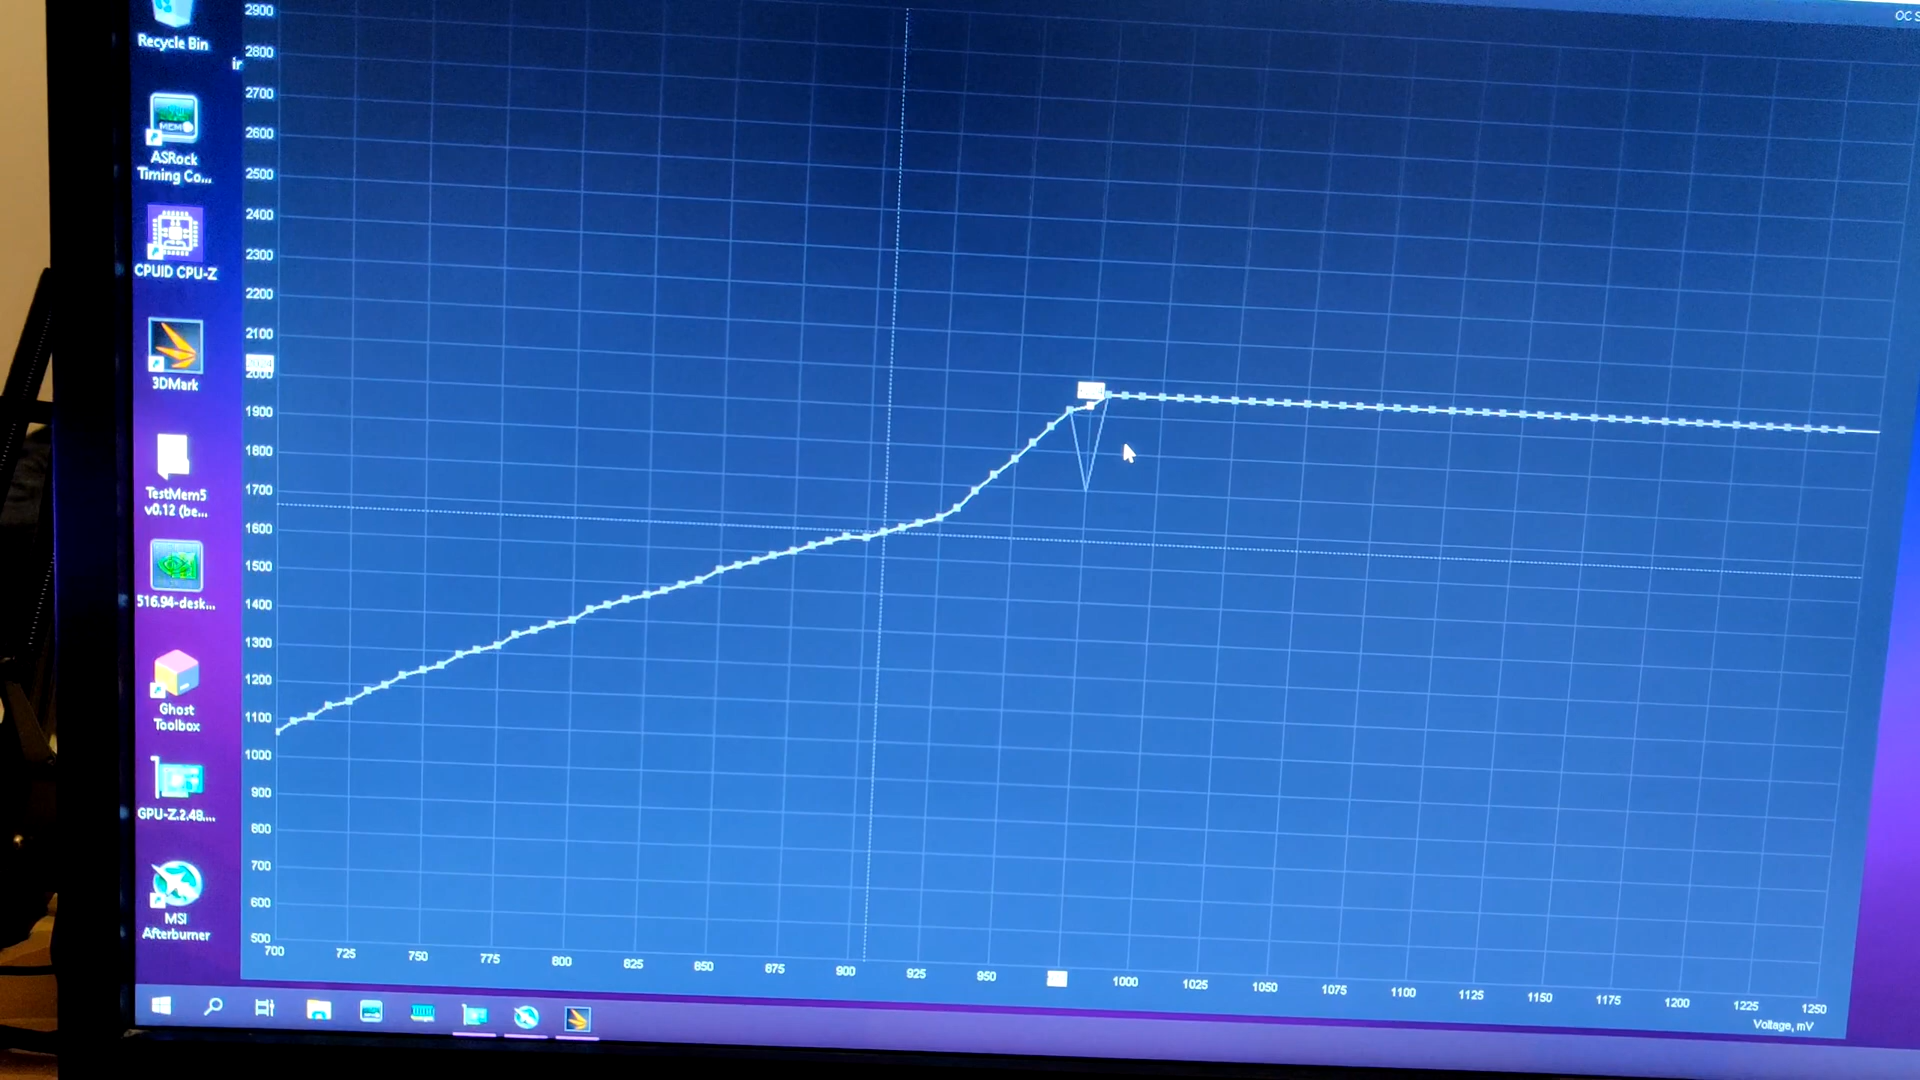 Recycle Bin
ir
ASRock
Timing Co...
CPUID CPU-Z
3DMark
TestMem5
v0.12 (be...
516.94-desk...
Ghost
Toolbox
GPU-Z.2.48....
MSI
Afterburner
OC S
2900
2800
2700
2600
2500
2400
2300
2200
2100
2000
1900
1800
1700
1600
1500
1400
1300
1200
1100
1000
900
800
700
600
500
700 725 750 775 800 825 850 875 900 925 950 1000 1025 1050 1075 1100 1125 1150 1175 1200 1225 1250
Voltage, mV